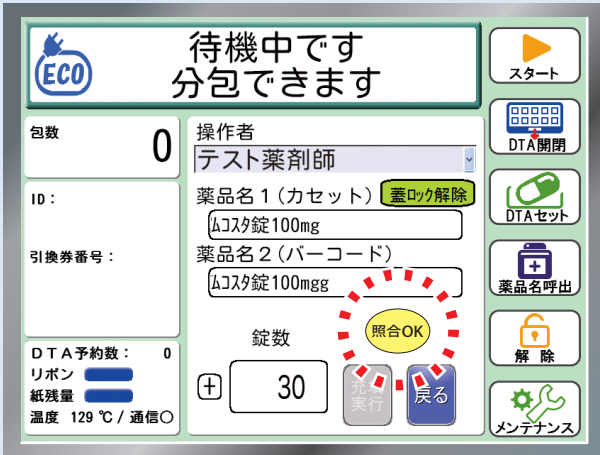 ECO
待機中です
分包できます
スタート
包数
0
操作者
テスト薬剤師
DTA開閉
ID：
薬品名1（カセット）
蓋ロック解除
ムコスタ錠100mg
DTAセット
引換券番号：
薬品名2（バーコード）
ムコスタ錠100mgg
薬品名呼出
照合OK
錠数
解 除
DTA予約数： 0
リボン
紙残量
温度 129 ℃ / 通信○
+
30
充填
実行
戻る
メンテナンス